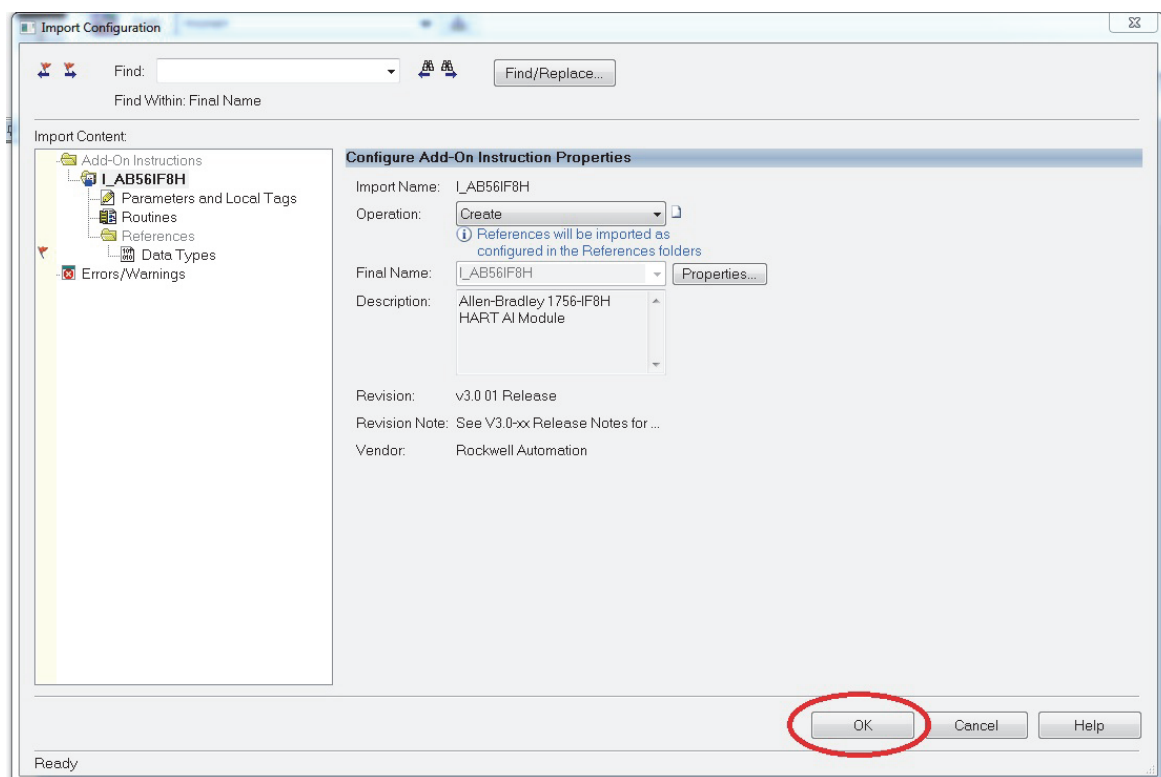 Import Configuration
Find:
Find/Replace...
Find Within: Final Name
Import Content:
Add-On Instructions
I_AB56IF8H
Parameters and Local Tags
Routines
References
Data Types
Errors/Warnings
Configure Add-On Instruction Properties
Import Name: I_AB56IF8H
Operation: Create
References will be imported as
configured in the References folders
Final Name: I_AB56IF8H Properties...
Description: Allen-Bradley 1756-IF8H
HART AI Module
Revision: v3.0 01 Release
Revision Note: See V3.0-xx Release Notes for ...
Vendor: Rockwell Automation
OK Cancel Help
Ready